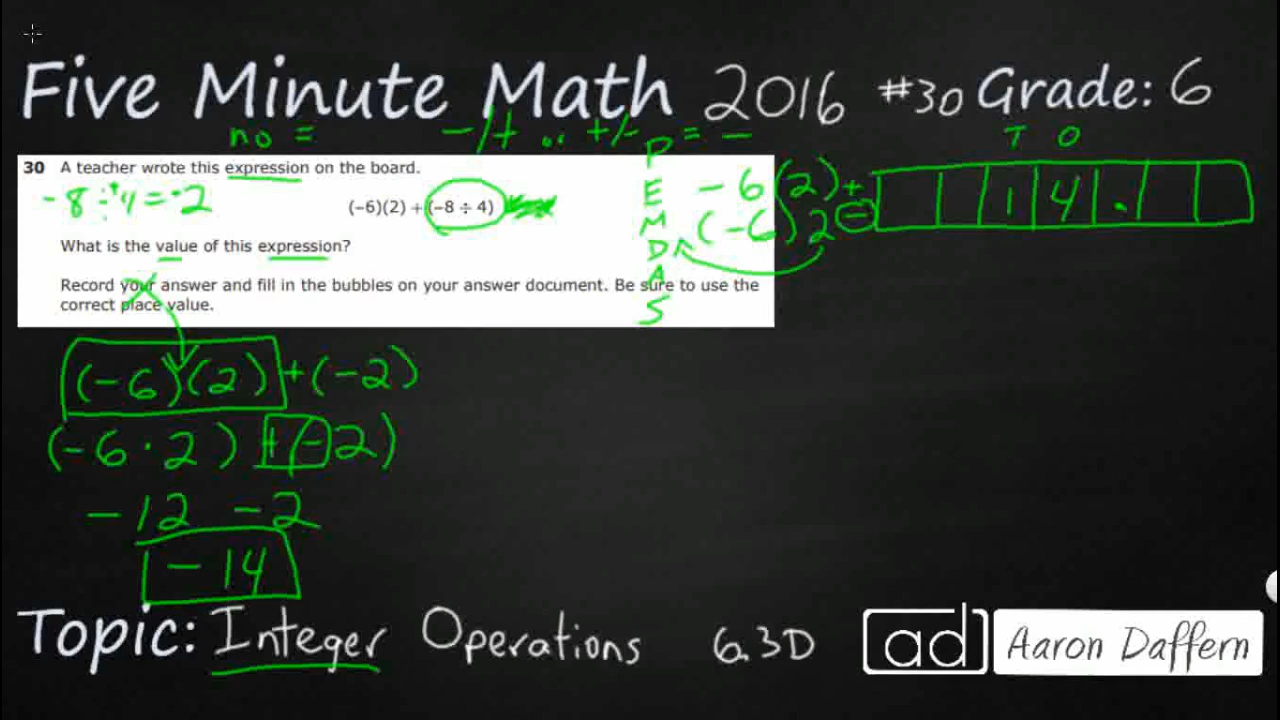 Five Minute Math 2016 #30 Grade: 6
no = -/+ or +/- = - T O
30 A teacher wrote this expression on the board.
-8 ÷ 4 = -2
(−6)(2) + (−8 ÷ 4)
What is the value of this expression?
Record your answer and fill in the bubbles on your answer document. Be sure to use the
correct place value.
P
E
M
D
A
S
-6(2)
(-6)2
+
-
1 4 .
(-6)(2) + (-2)
(-6 · 2) + (-2)
-12 -2
-14
Topic: Integer Operations 6.3D
ad Aaron Daffern